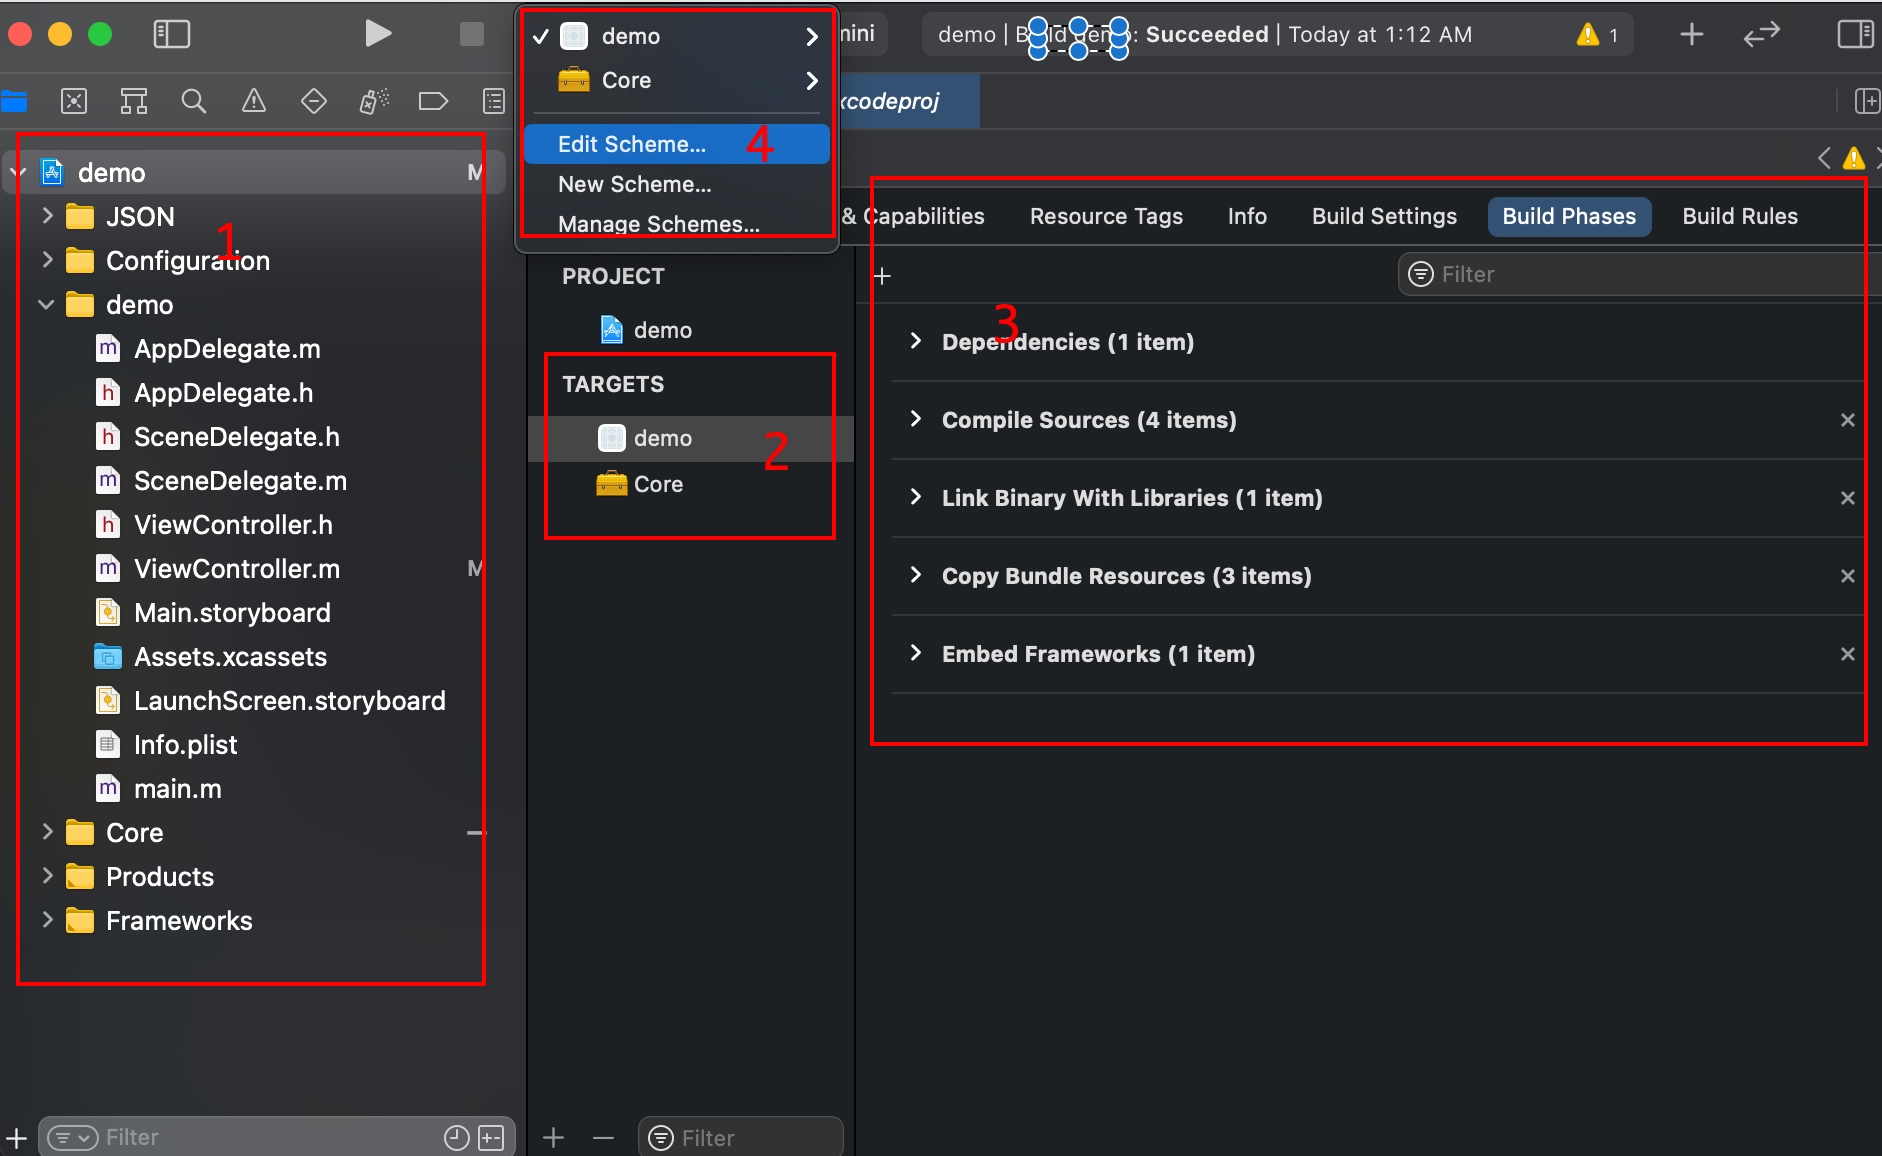 demo
Core
Edit Scheme...
4
New Scheme...
Manage Schemes...
mini
demo | Build demo: Succeeded | Today at 1:12 AM
1
xcodeproj
demo
M
JSON
1
Configuration
demo
AppDelegate.m
AppDelegate.h
SceneDelegate.h
SceneDelegate.m
ViewController.h
ViewController.m
M
Main.storyboard
Assets.xcassets
LaunchScreen.storyboard
Info.plist
main.m
Core
Products
Frameworks
Filter
PROJECT
demo
TARGETS
demo
2
Core
Filter
& Capabilities
Resource Tags
Info
Build Settings
Build Phases
Build Rules
Filter
3
Dependencies (1 item)
Compile Sources (4 items)
Link Binary With Libraries (1 item)
Copy Bundle Resources (3 items)
Embed Frameworks (1 item)